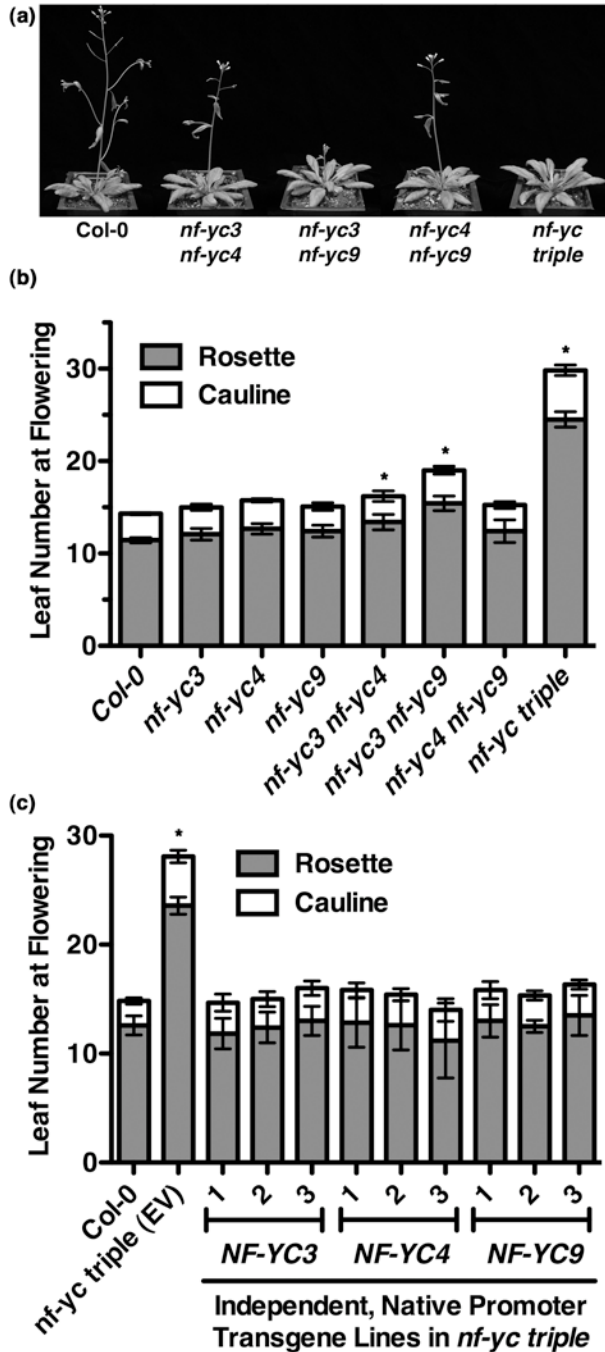 (a)
Col-0 nf-yc3 nf-yc3 nf-yc4 nf-yc
nf-yc4 nf-yc9 nf-yc9 triple
(b)
Leaf Number at Flowering
30
20
10
0
Rosette
Cauline
* * *
Col-0
nf-yc3
nf-yc4
nf-yc9
nf-yc3 nf-yc4
nf-yc3 nf-yc9
nf-yc4 nf-yc9
nf-yc triple
(c)
Leaf Number at Flowering
30
20
10
0
*
Rosette
Cauline
Col-0
nf-yc triple (EV)
1 2 3 1 2 3 1 2 3
NF-YC3 NF-YC4 NF-YC9
Independent, Native Promoter
Transgene Lines in nf-yc triple